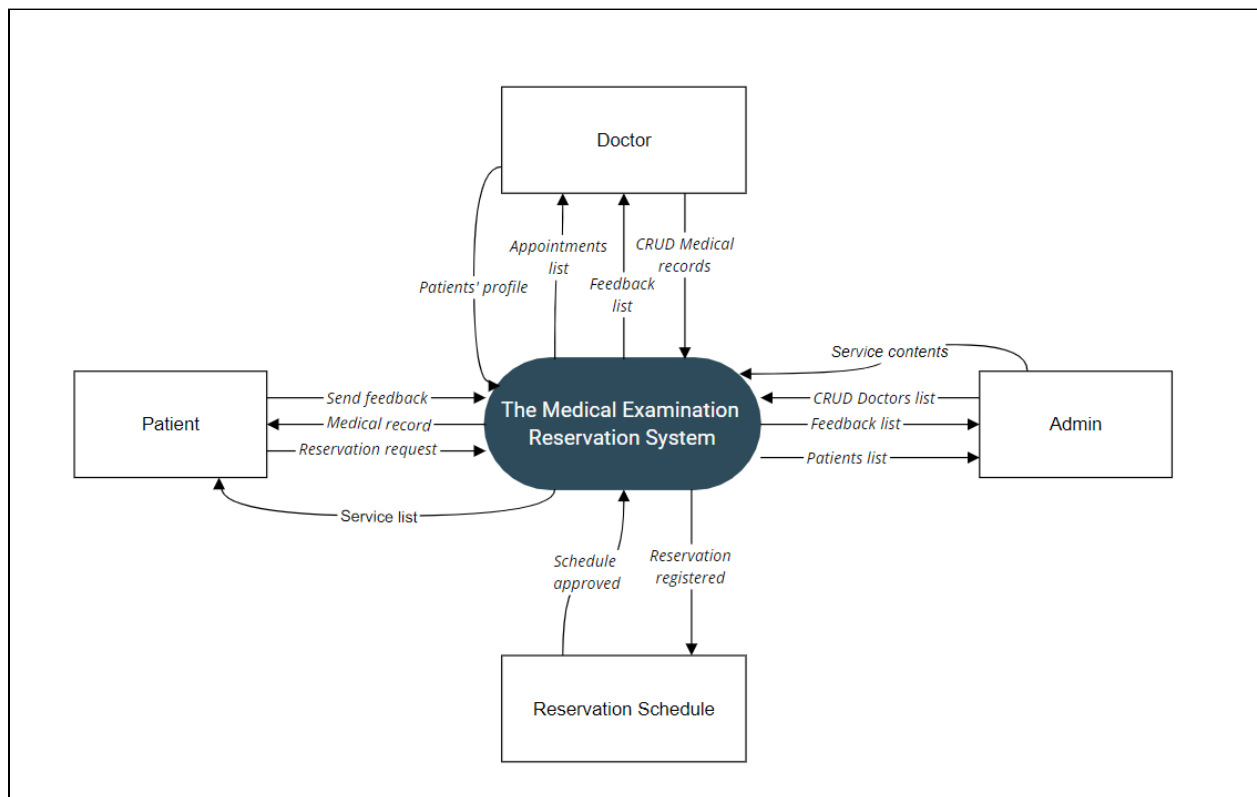 Doctor
Appointments
list
CRUD Medical
records
Feedback
list
Patients' profile
Service contents
Send feedback
Medical record
Reservation request
Patient
The Medical Examination
Reservation System
CRUD Doctors list
Feedback list
Patients list
Admin
Service list
Schedule
approved
Reservation
registered
Reservation Schedule